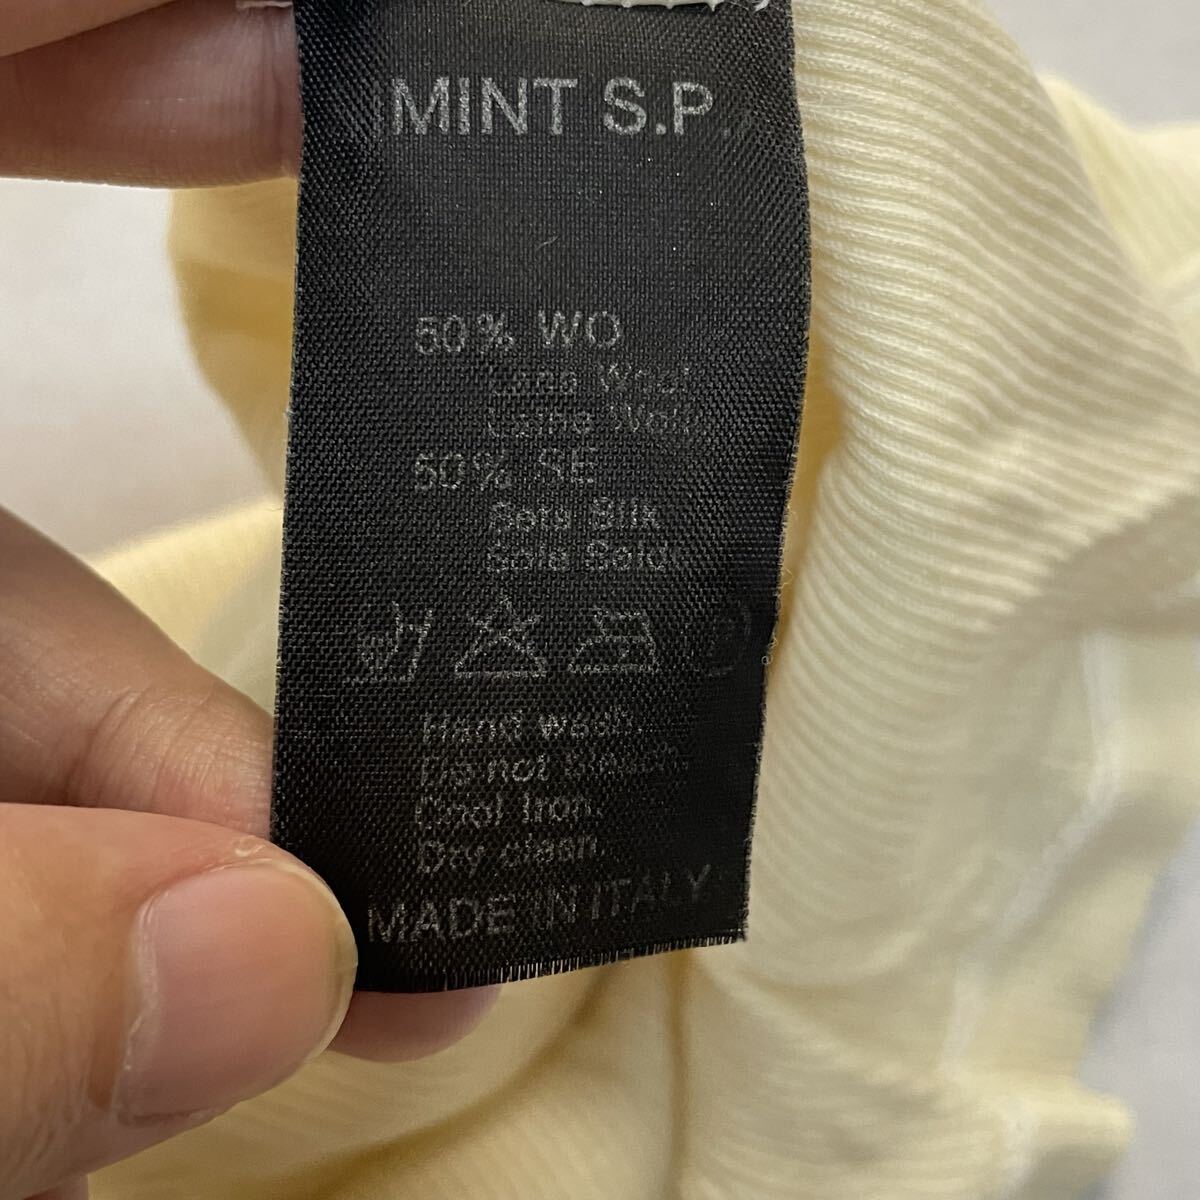 MINT S.P.
50% WO
Lana Wool
Laine Wolle
50% SE
Seta Silk
Soie Seide
Hand wash
Do not bleach
Cool Iron
Dry clean
MADE IN ITALY